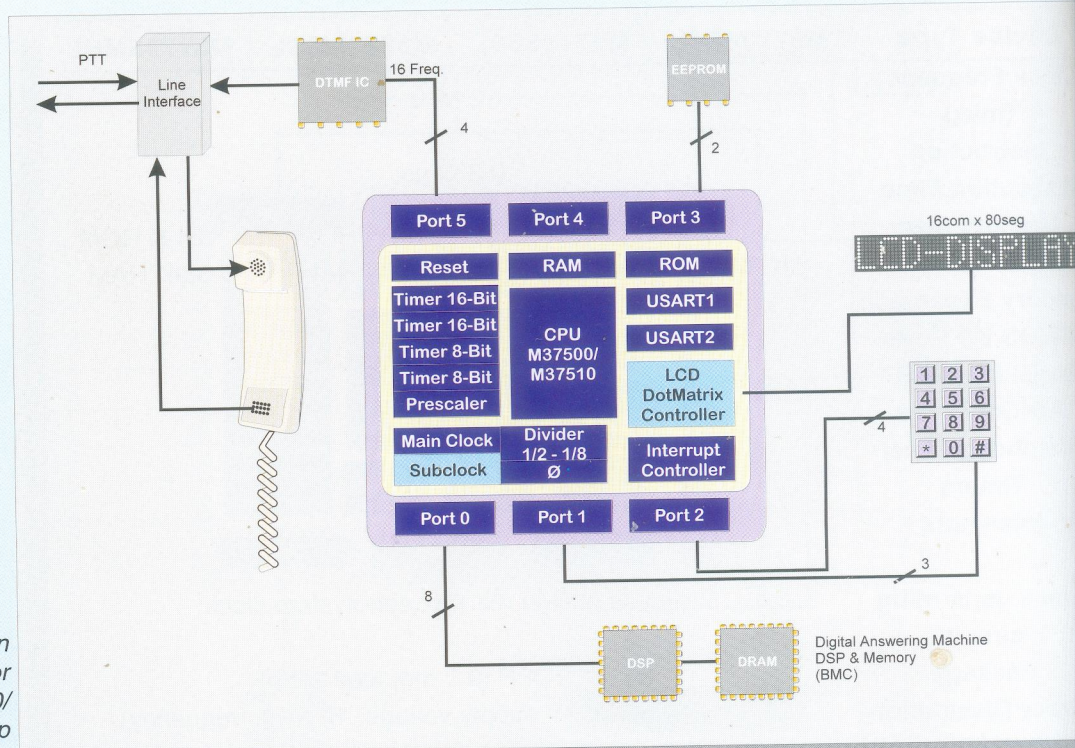 PTT
Line
Interface
DTMF IC
16 Freq.
4
EEPROM
2
Port 5
Port 4
Port 3
16com x 80seg
LCD-DISPLAY
Reset
RAM
ROM
Timer 16-Bit
Timer 16-Bit
Timer 8-Bit
Timer 8-Bit
Prescaler
CPU
M37500/
M37510
USART1
USART2
LCD
DotMatrix
Controller
Main Clock
Subclock
Divider
1/2 - 1/8
Ø
Interrupt
Controller
1 2 3
4 5 6
7 8 9
* 0 #
4
Port 0
Port 1
Port 2
3
8
DSP
DRAM
Digital Answering Machine
DSP & Memory
(BMC)